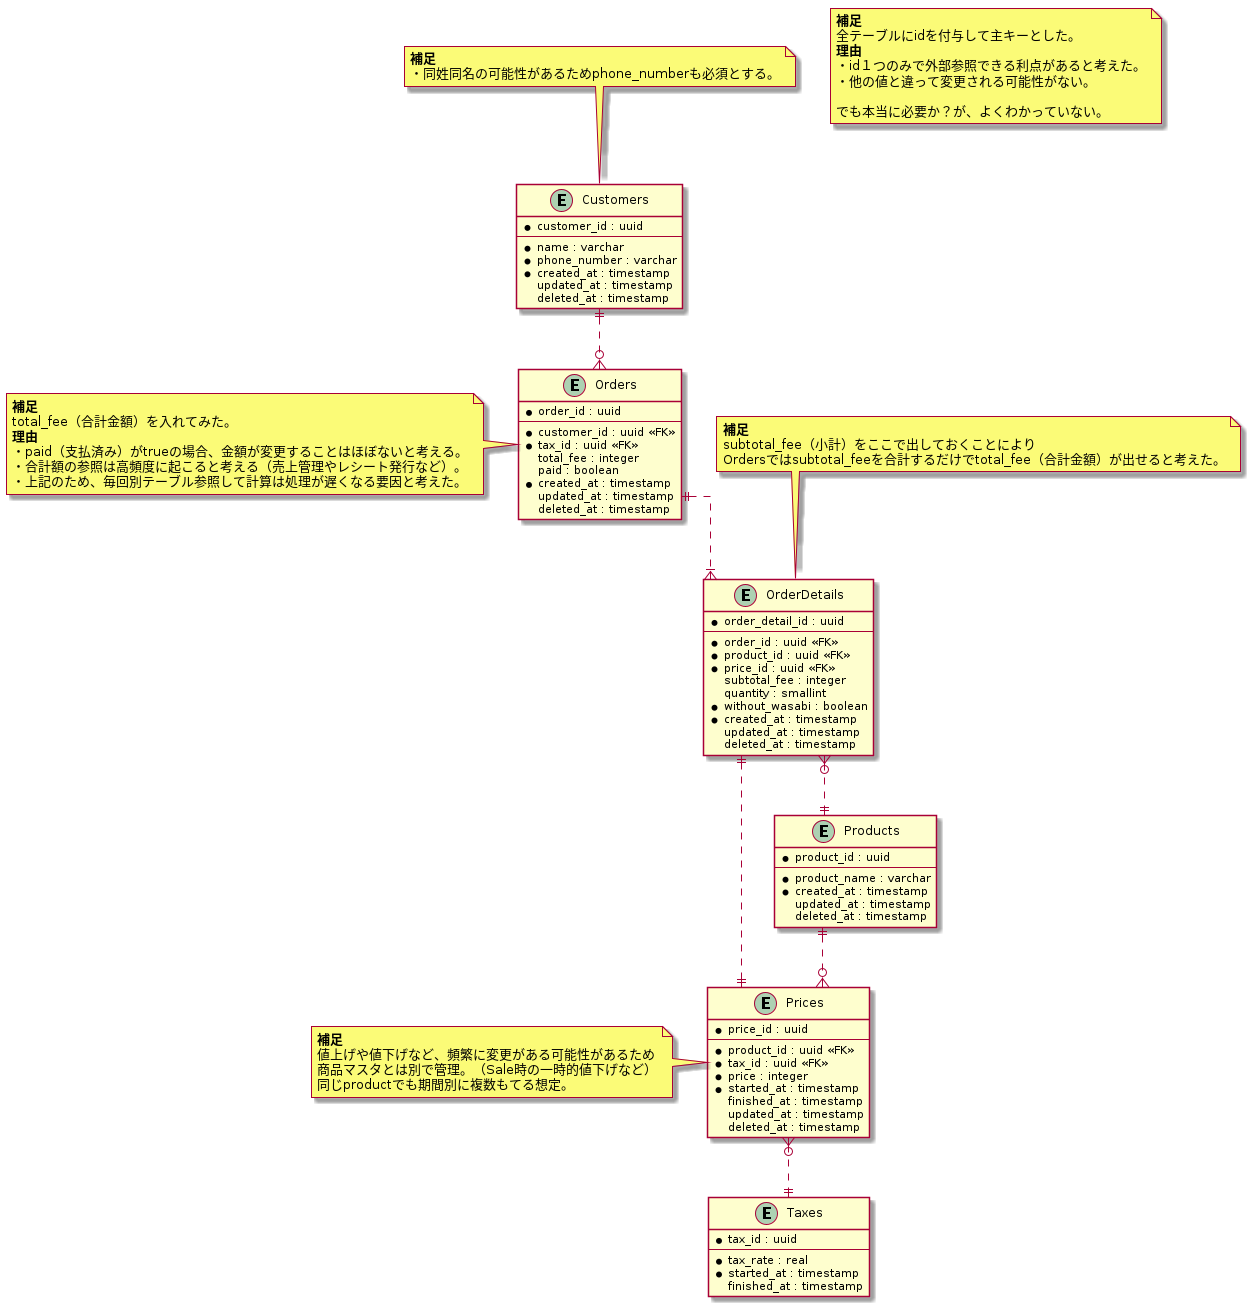 補足
全テーブルにidを付与して主キーとした。
理由
・id１つのみで外部参照できる利点があると考えた。
・他の値と違って変更される可能性がない。
でも本当に必要か？が、よくわかっていない。
補足
・同姓同名の可能性があるためphone_numberも必須とする。
E Customers
customer_id : uuid
name : varchar
phone_number : varchar
created_at : timestamp
updated_at : timestamp
deleted_at : timestamp
補足
total_fee（合計金額）を入れてみた。
理由
・paid（支払済み）がtrueの場合、金額が変更することはほぼないと考える。
・合計額の参照は高頻度に起こると考える（売上管理やレシート発行など）。
・上記のため、毎回別テーブル参照して計算は処理が遅くなる要因と考えた。
E Orders
order_id : uuid
customer_id : uuid «FK»
tax_id : uuid «FK»
total_fee : integer
paid : boolean
created_at : timestamp
updated_at : timestamp
deleted_at : timestamp
補足
subtotal_fee（小計）をここで出しておくことにより
Ordersではsubtotal_feeを合計するだけでtotal_fee（合計金額）が出せると考えた。
E OrderDetails
order_detail_id : uuid
order_id : uuid «FK»
product_id : uuid «FK»
price_id : uuid «FK»
subtotal_fee : integer
quantity : smallint
without_wasabi : boolean
created_at : timestamp
updated_at : timestamp
deleted_at : timestamp
E Products
product_id : uuid
product_name : varchar
created_at : timestamp
updated_at : timestamp
deleted_at : timestamp
補足
値上げや値下げなど、頻繁に変更がある可能性があるため
商品マスタとは別で管理。（Sale時の一時的値下げなど）
同じproductでも期間別に複数もてる想定。
E Prices
price_id : uuid
product_id : uuid «FK»
tax_id : uuid «FK»
price : integer
started_at : timestamp
finished_at : timestamp
updated_at : timestamp
deleted_at : timestamp
E Taxes
tax_id : uuid
tax_rate : real
started_at : timestamp
finished_at : timestamp